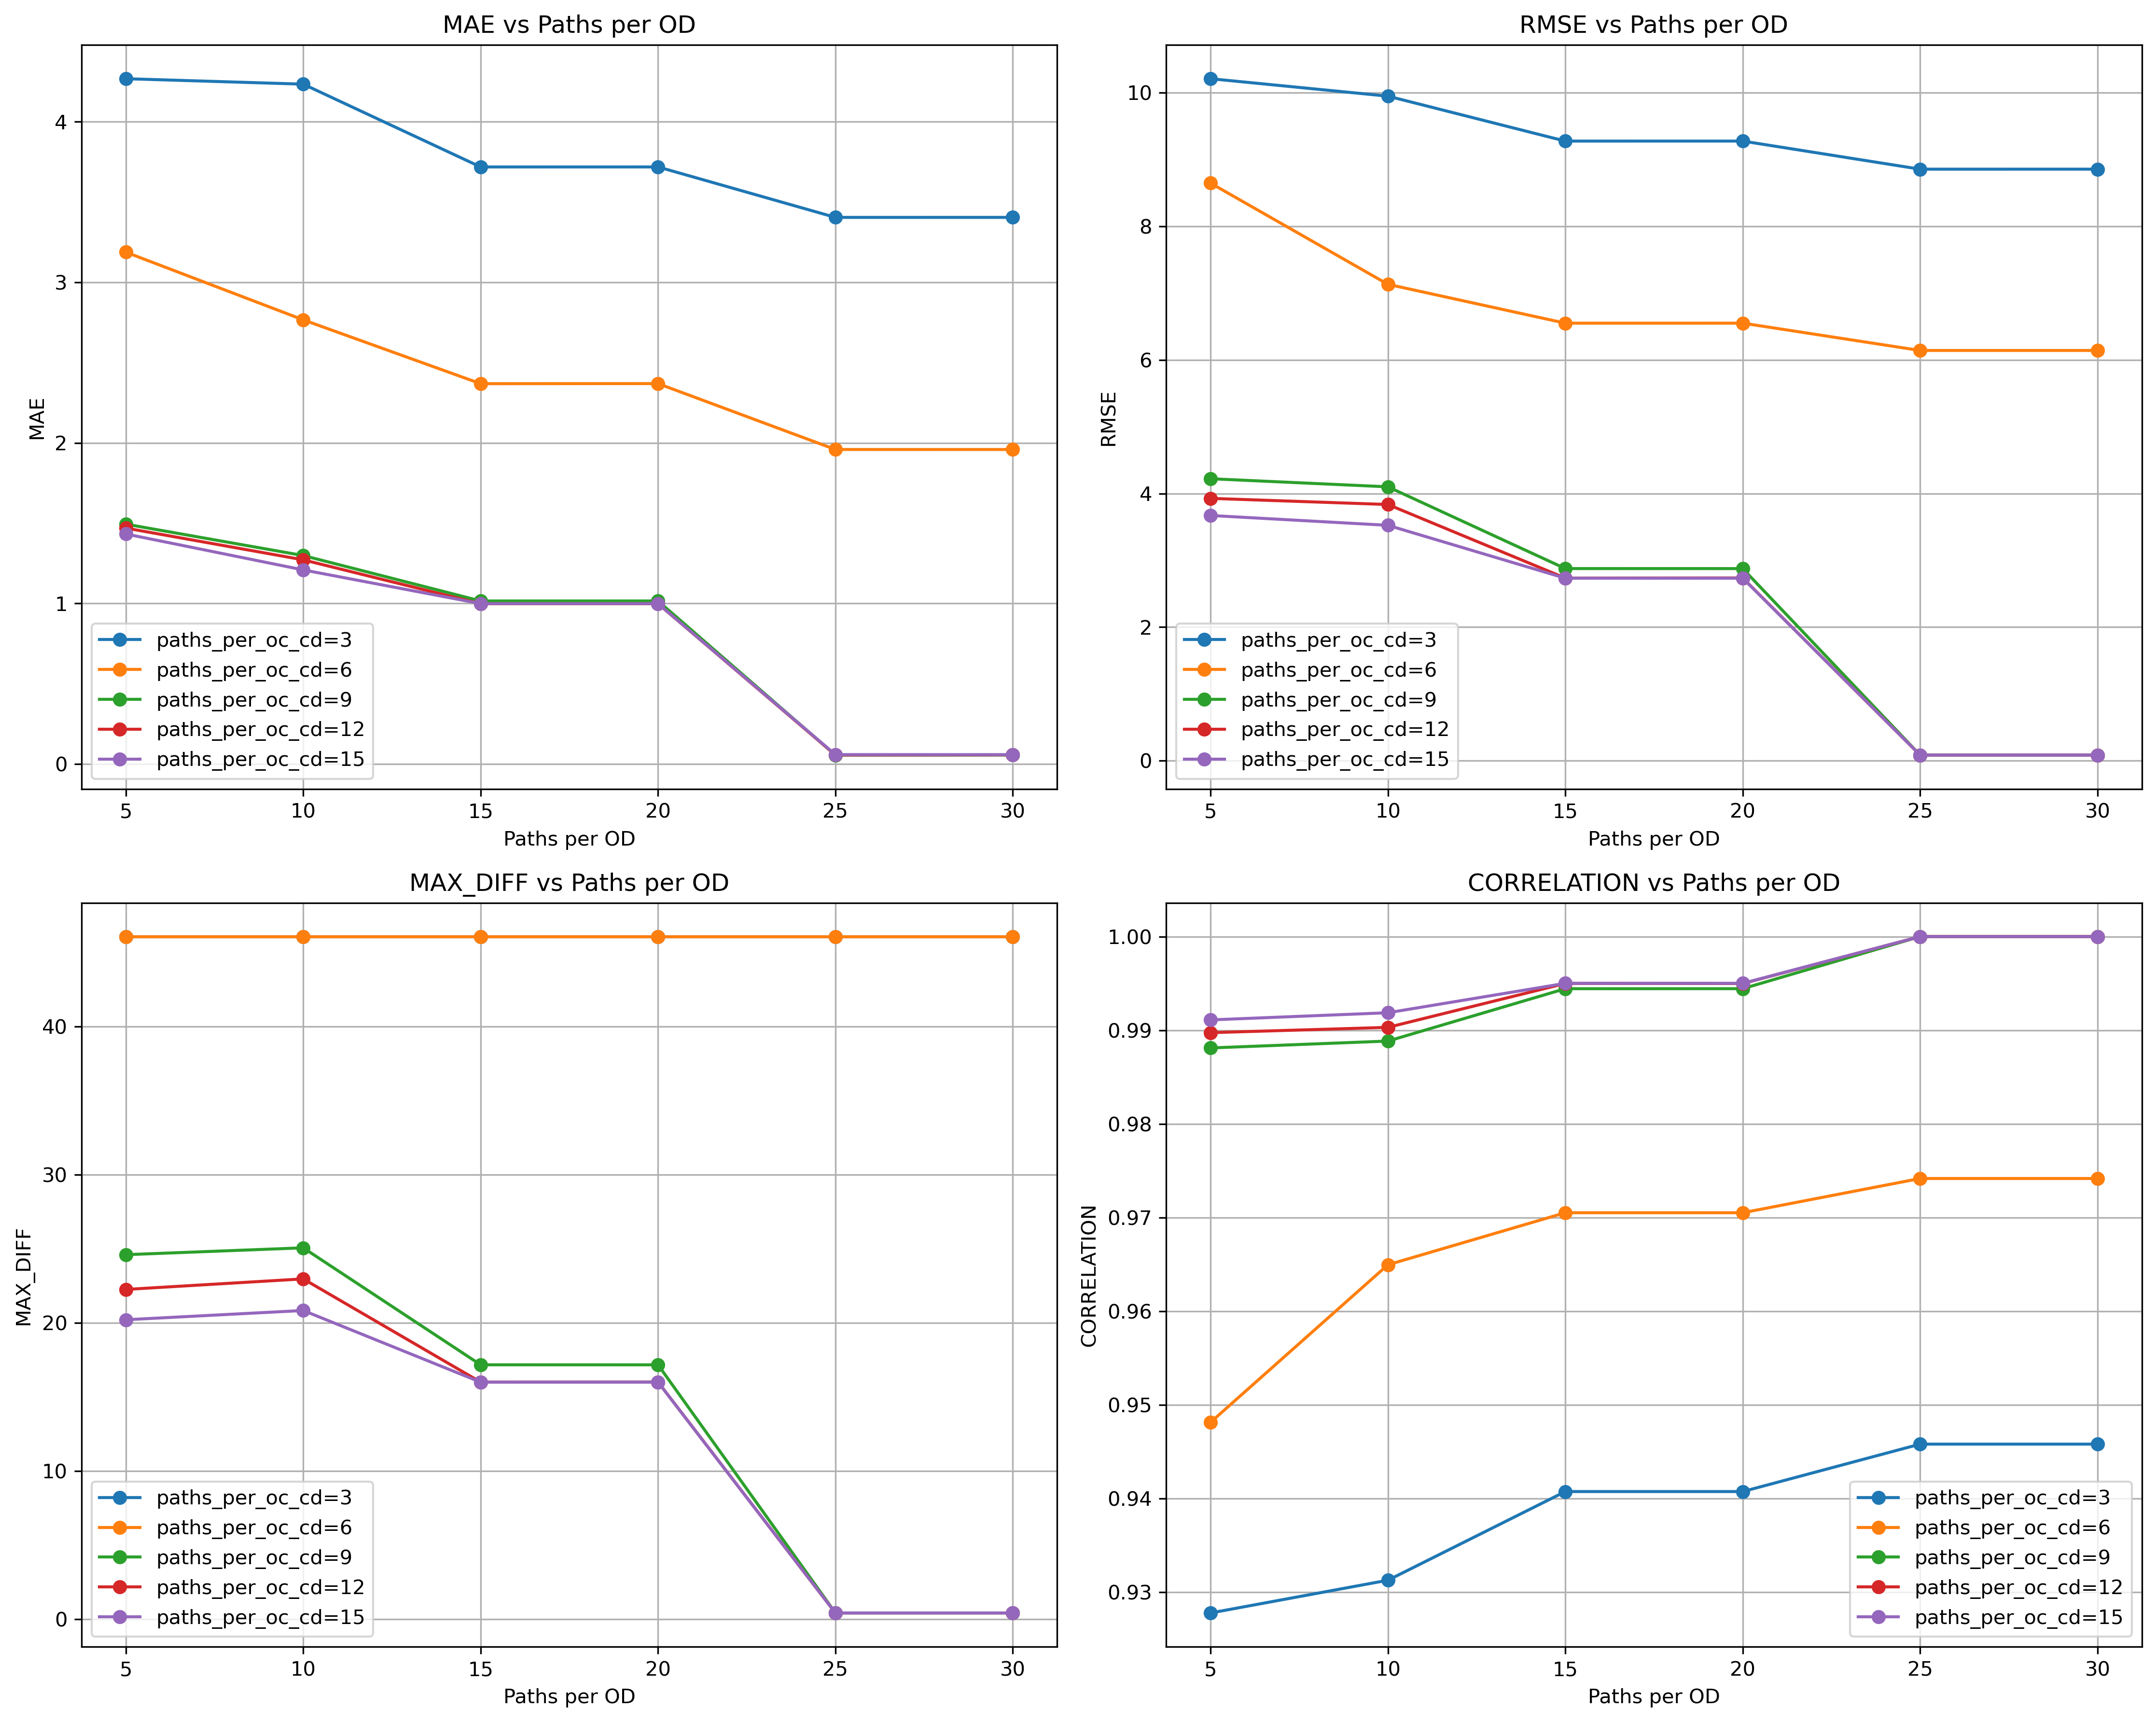 MAE vs Paths per OD
MAE
4
3
2
1
0
paths_per_oc_cd=3
paths_per_oc_cd=6
paths_per_oc_cd=9
paths_per_oc_cd=12
paths_per_oc_cd=15
5 10 15 20 25 30
Paths per OD
RMSE vs Paths per OD
RMSE
10
8
6
4
2
0
paths_per_oc_cd=3
paths_per_oc_cd=6
paths_per_oc_cd=9
paths_per_oc_cd=12
paths_per_oc_cd=15
5 10 15 20 25 30
Paths per OD
MAX_DIFF vs Paths per OD
MAX_DIFF
40
30
20
10
0
paths_per_oc_cd=3
paths_per_oc_cd=6
paths_per_oc_cd=9
paths_per_oc_cd=12
paths_per_oc_cd=15
5 10 15 20 25 30
Paths per OD
CORRELATION vs Paths per OD
CORRELATION
1.00
0.99
0.98
0.97
0.96
0.95
0.94
0.93
paths_per_oc_cd=3
paths_per_oc_cd=6
paths_per_oc_cd=9
paths_per_oc_cd=12
paths_per_oc_cd=15
5 10 15 20 25 30
Paths per OD